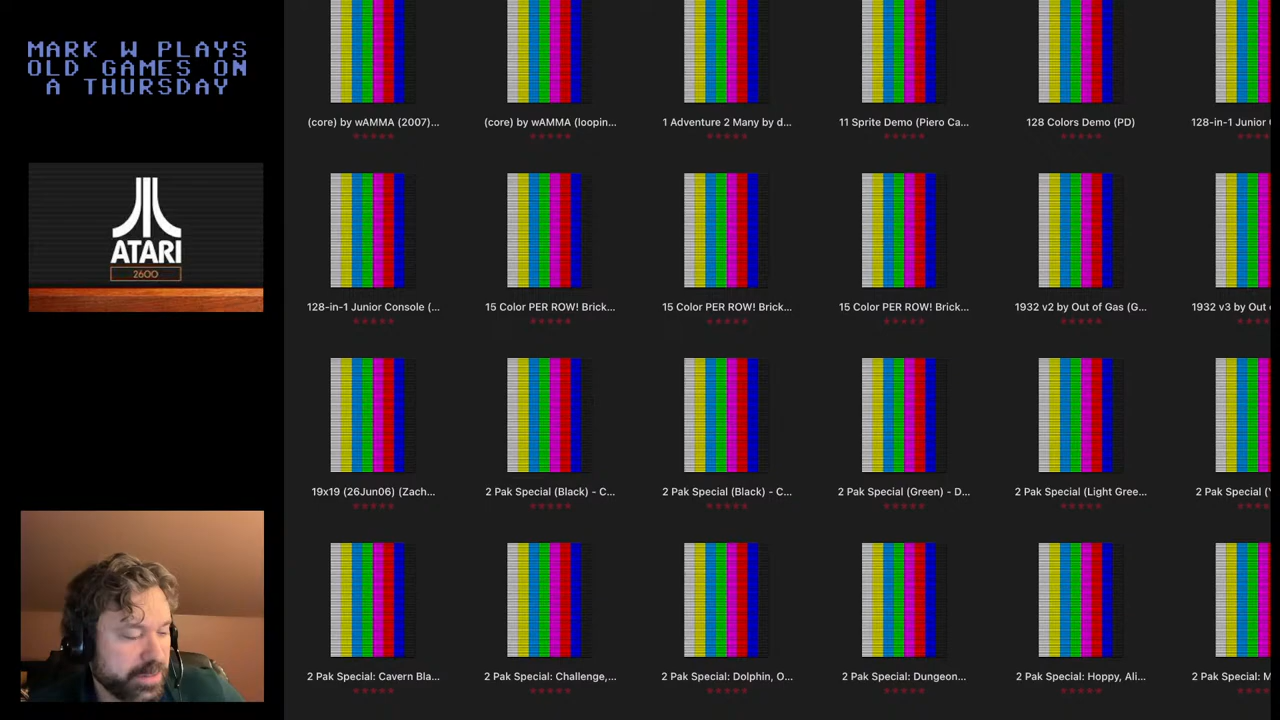 MARK W PLAYS
OLD GAMES ON
A THURSDAY
ATARI
2600
(core) by wAMMA (2007)...
(core) by wAMMA (loopin...
1 Adventure 2 Many by d...
11 Sprite Demo (Piero Ca...
128 Colors Demo (PD)
128-in-1 Junior
128-in-1 Junior Console (...
15 Color PER ROW! Brick...
15 Color PER ROW! Brick...
15 Color PER ROW! Brick...
1932 v2 by Out of Gas (G...
1932 v3 by Out
19x19 (26Jun06) (Zach...
2 Pak Special (Black) - C...
2 Pak Special (Black) - C...
2 Pak Special (Green) - D...
2 Pak Special (Light Gree...
2 Pak Special
2 Pak Special: Cavern Bla...
2 Pak Special: Challenge,...
2 Pak Special: Dolphin, O...
2 Pak Special: Dungeon...
2 Pak Special: Hoppy, Ali...
2 Pak Special: